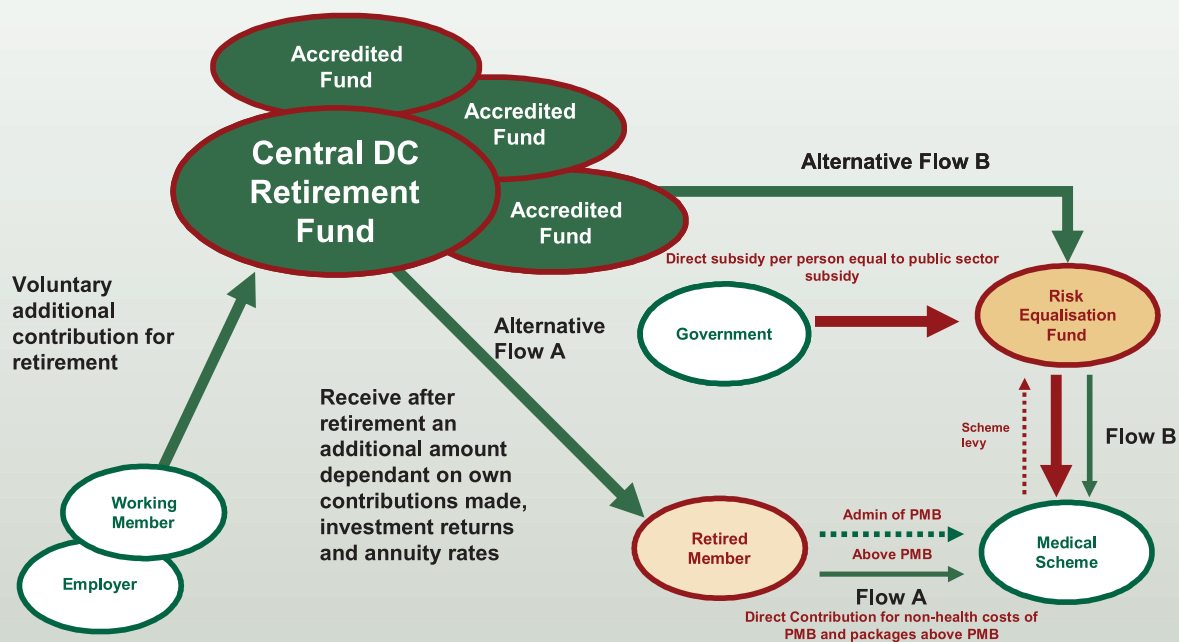 Accredited
Fund
Accredited
Fund
Central DC
Retirement
Fund
Accredited
Fund
Alternative Flow B
Voluntary
additional
contribution for
retirement
Direct subsidy per person equal to public sector
subsidy
Government
Risk
Equalisation
Fund
Alternative
Flow A
Receive after
retirement an
additional amount
dependant on own
contributions made,
investment returns
and annuity rates
Scheme
levy
Flow B
Working
Member
Employer
Retired
Member
Admin of PMB
Above PMB
Flow A
Medical
Scheme
Direct Contribution for non-health costs of
PMB and packages above PMB